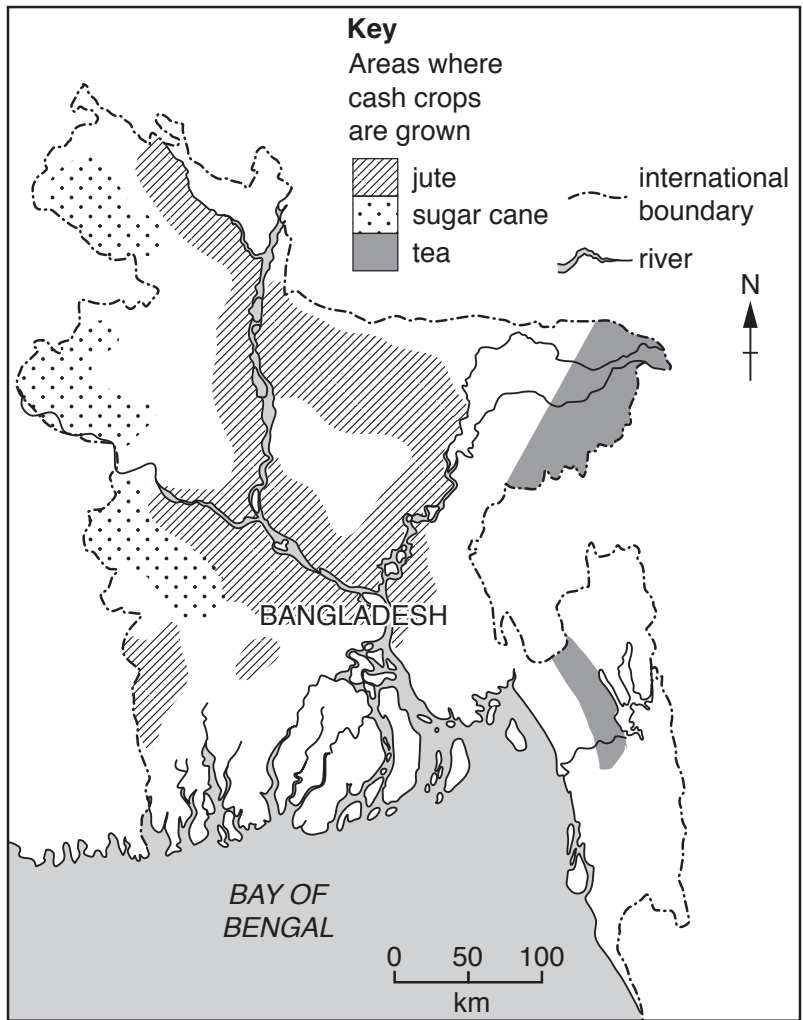 Key
Areas where
cash crops
are grown
jute
sugar cane
tea
international
boundary
river
N
BANGLADESH
BAY OF
BENGAL
0 50 100
km